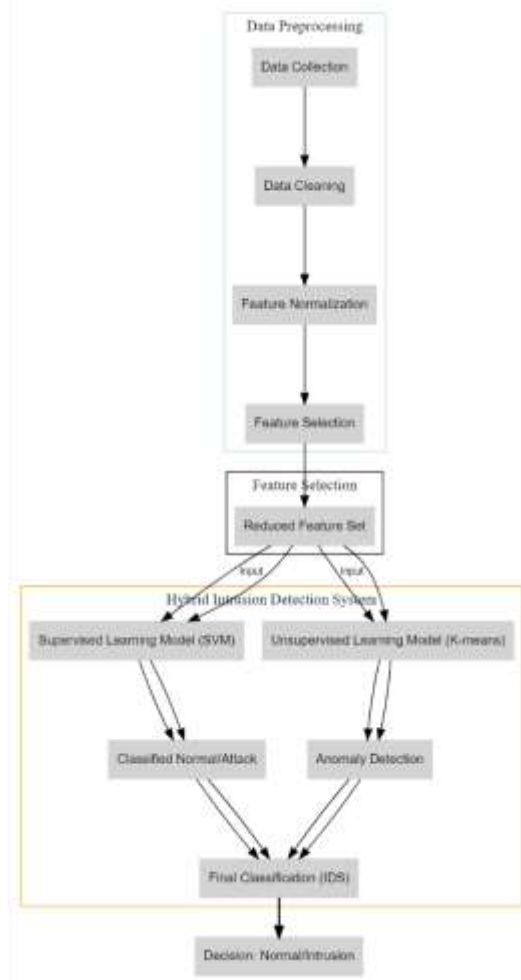 Data Preprocessing
Data Collection
Data Cleaning
Feature Normalization
Feature Selection
Feature Selection
Reduced Feature Set
Input
Input
Hybrid Intrusion Detection System
Supervised Learning Model (SVM)
Unsupervised Learning Model (K-means)
Classified Normal/Attack
Anomaly Detection
Final Classification (IDS)
Decision: Normal/Intrusion